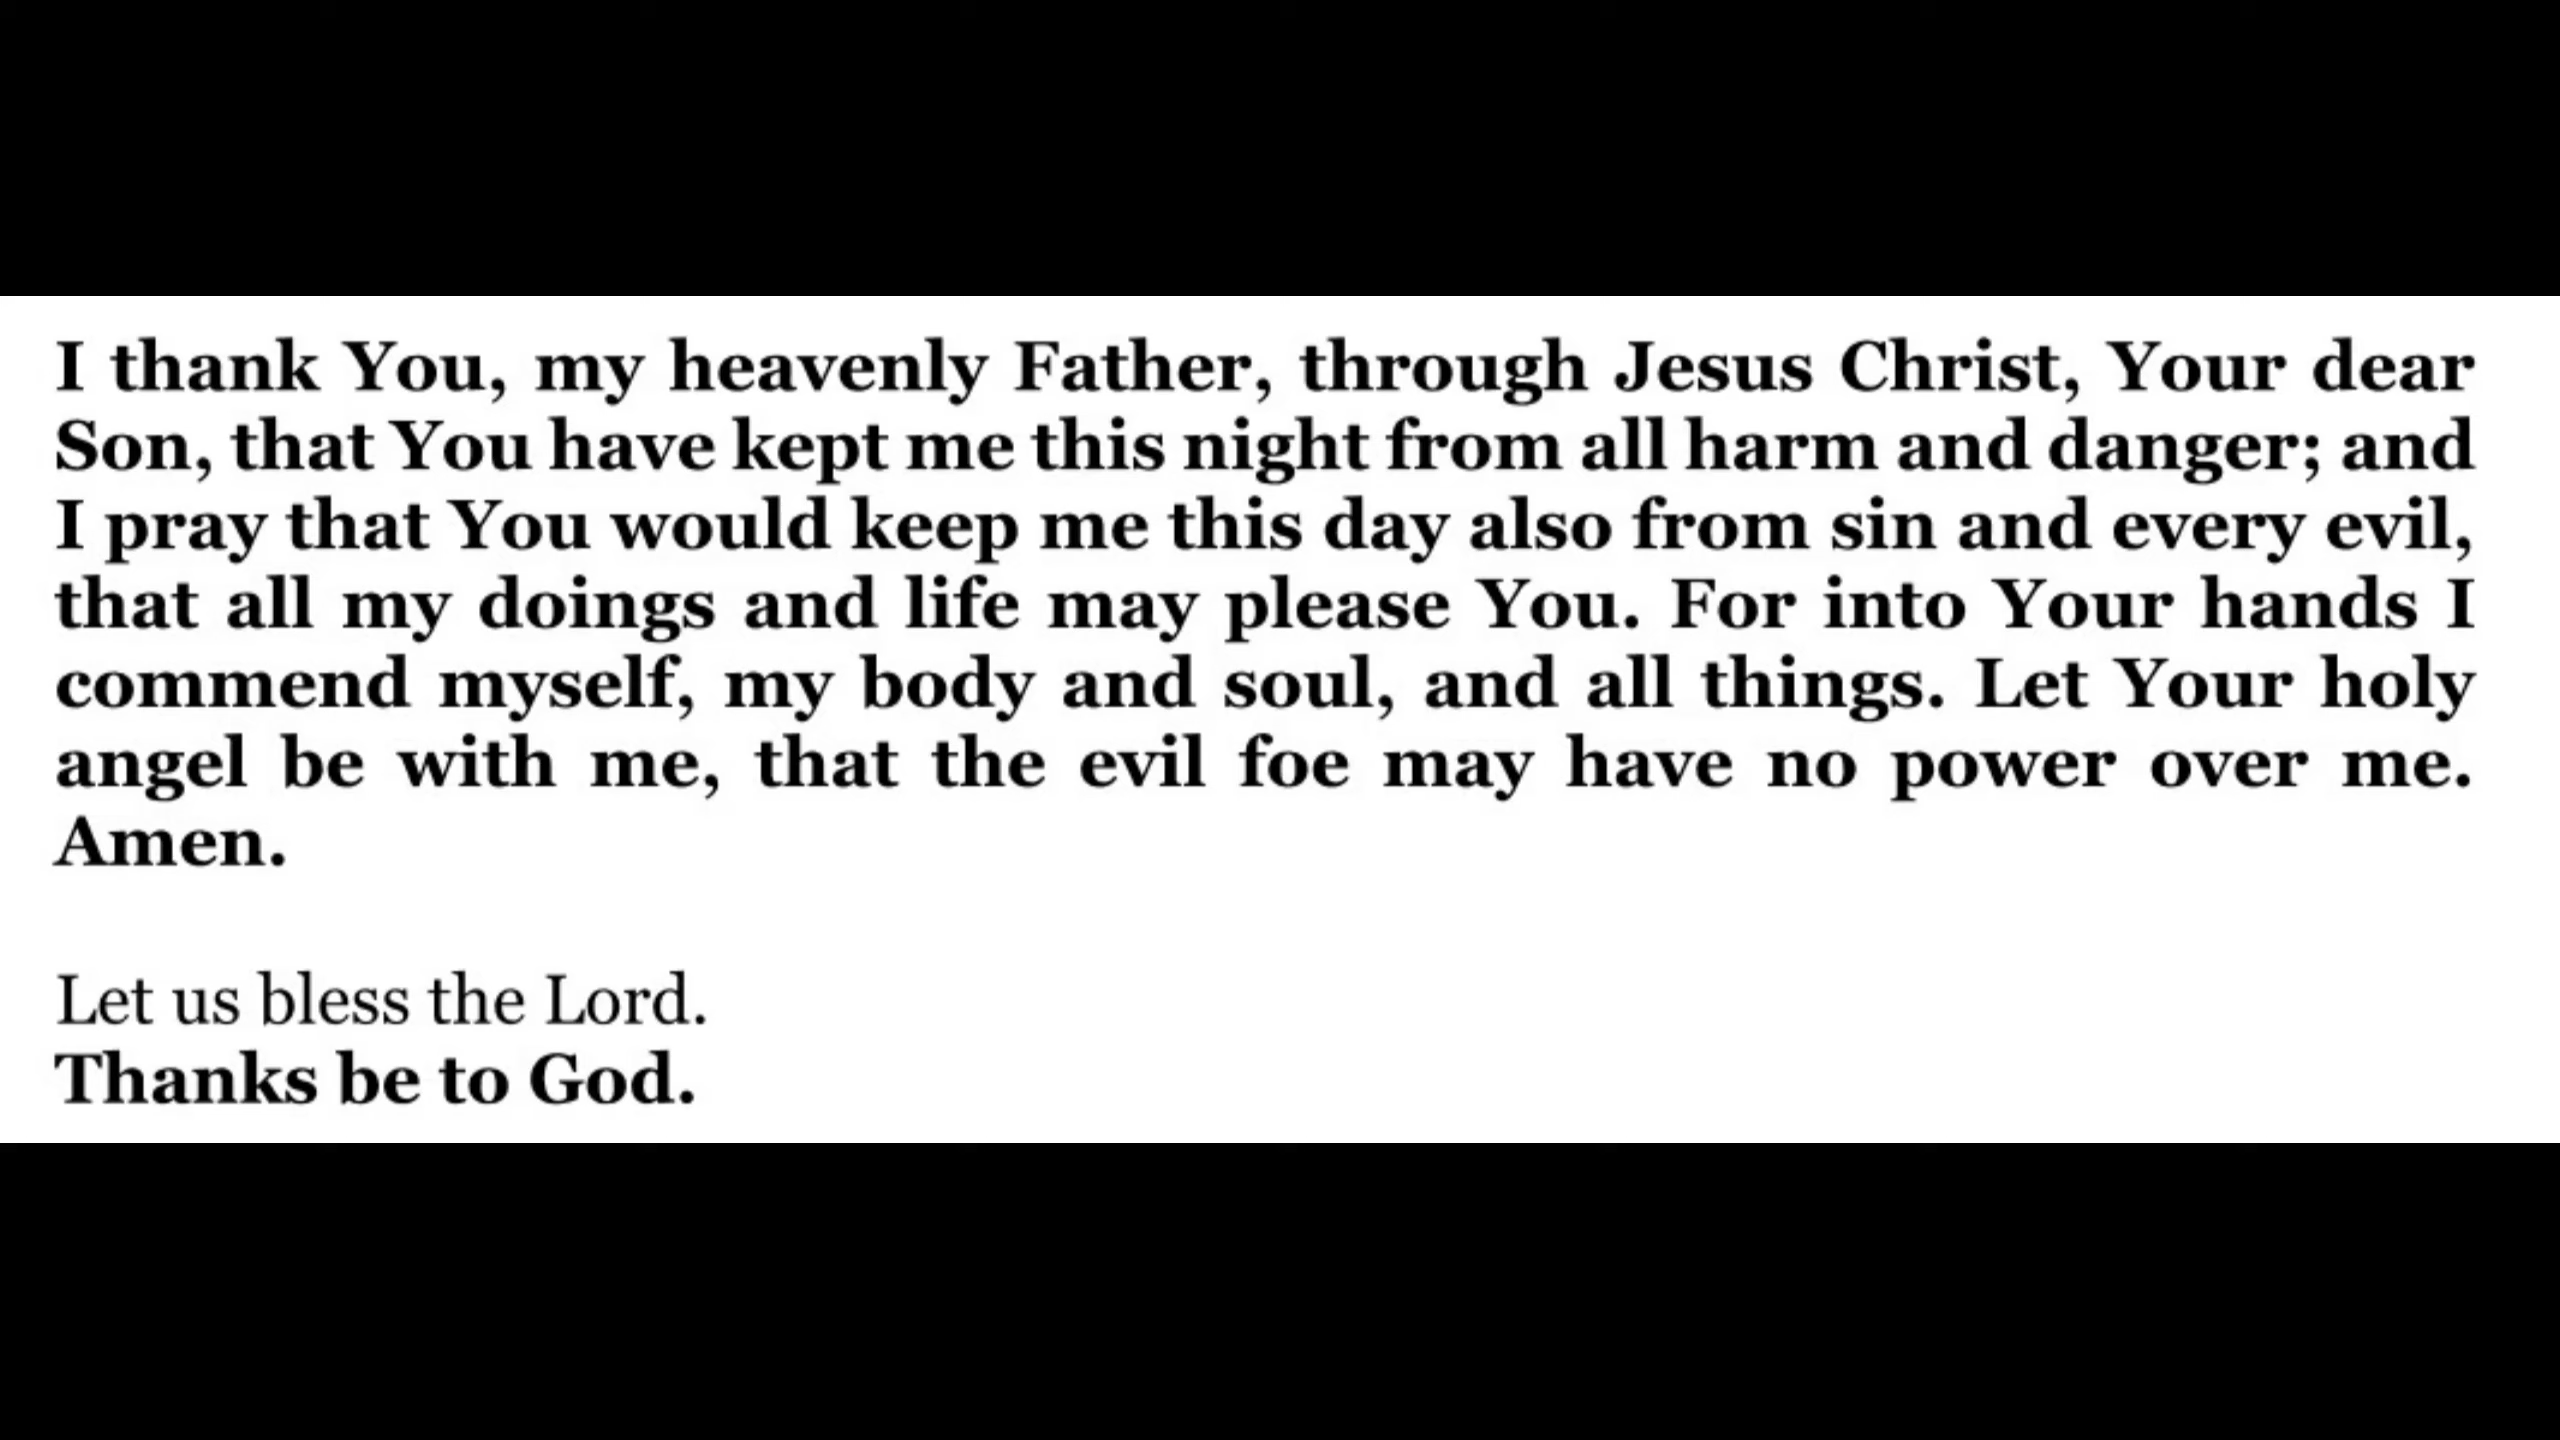 I thank You, my heavenly Father, through Jesus Christ, Your dear
Son, that You have kept me this night from all harm and danger; and
I pray that You would keep me this day also from sin and every evil,
that all my doings and life may please You. For into Your hands I
commend myself, my body and soul, and all things. Let Your holy
angel be with me, that the evil foe may have no power over me.
Amen.
Let us bless the Lord.
Thanks be to God.